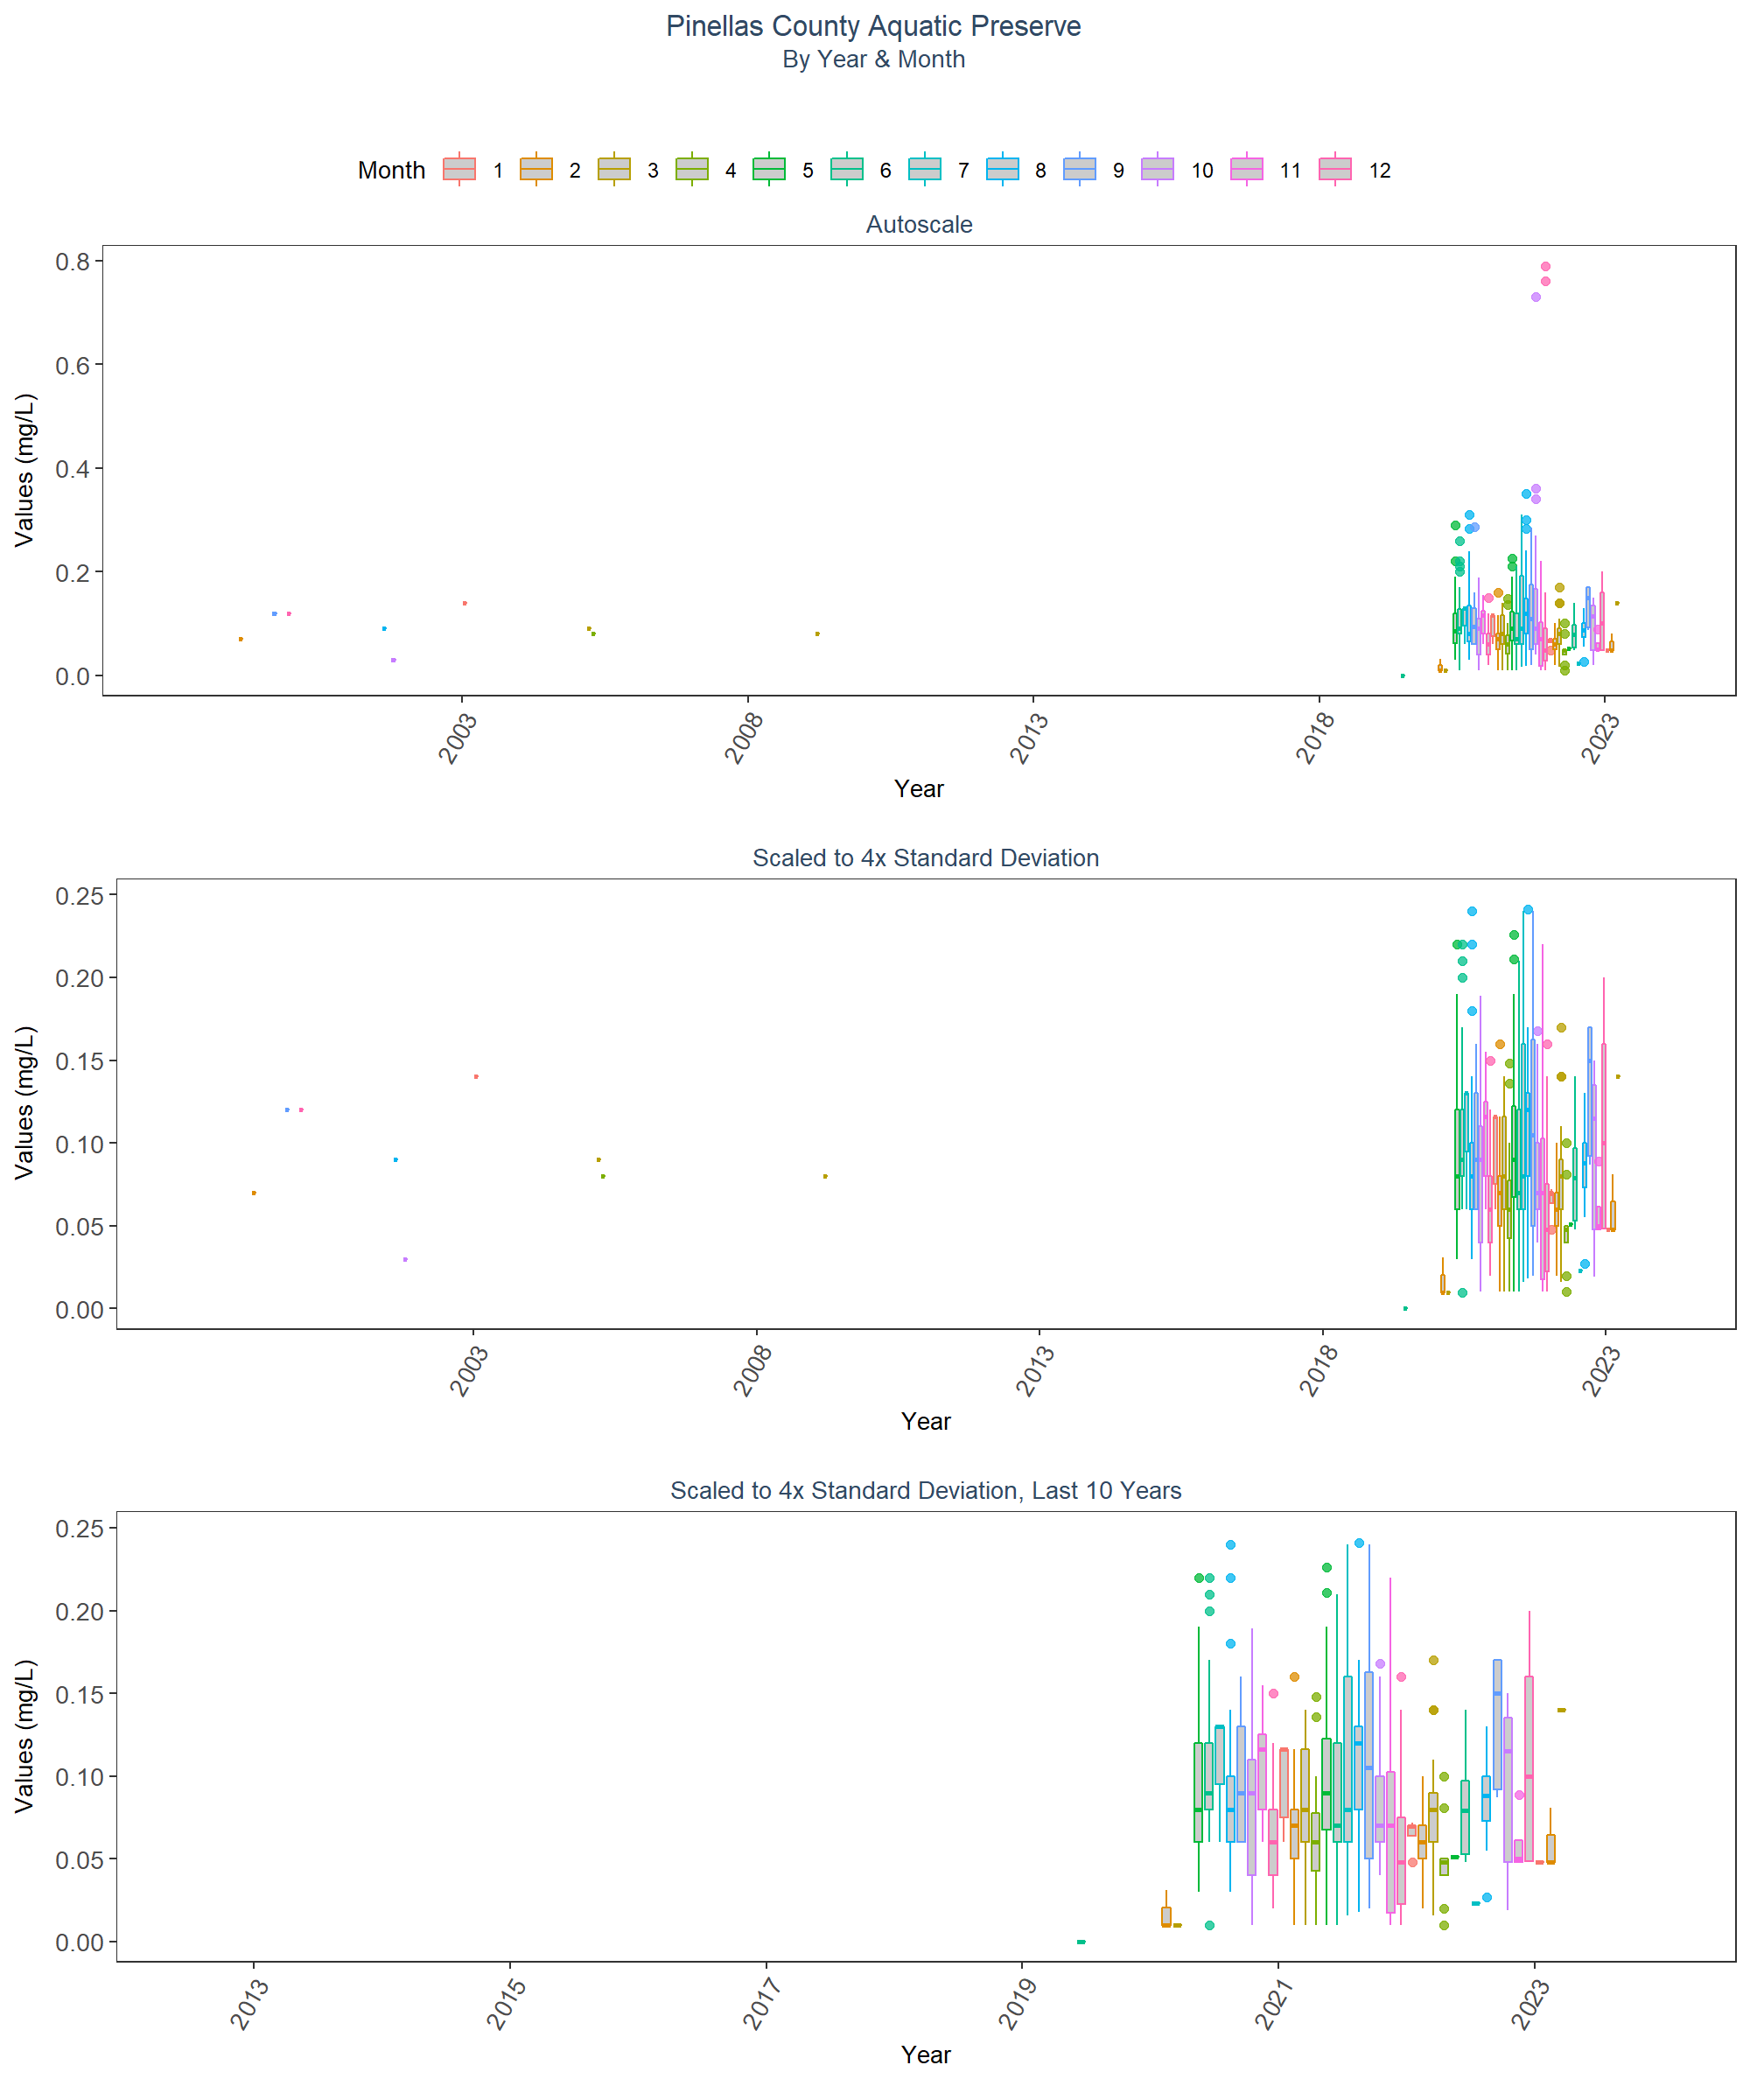 Pinellas County Aquatic Preserve
By Year & Month
Month 1 2 3 4 5 6 7 8 9 10 11 12
Autoscale
Values (mg/L)
0.8
0.6
0.4
0.2
0.0
2003 2008 2013 2018 2023
Year
Scaled to 4x Standard Deviation
Values (mg/L)
0.25
0.20
0.15
0.10
0.05
0.00
2003 2008 2013 2018 2023
Year
Scaled to 4x Standard Deviation, Last 10 Years
Values (mg/L)
0.25
0.20
0.15
0.10
0.05
0.00
2013 2015 2017 2019 2021 2023
Year